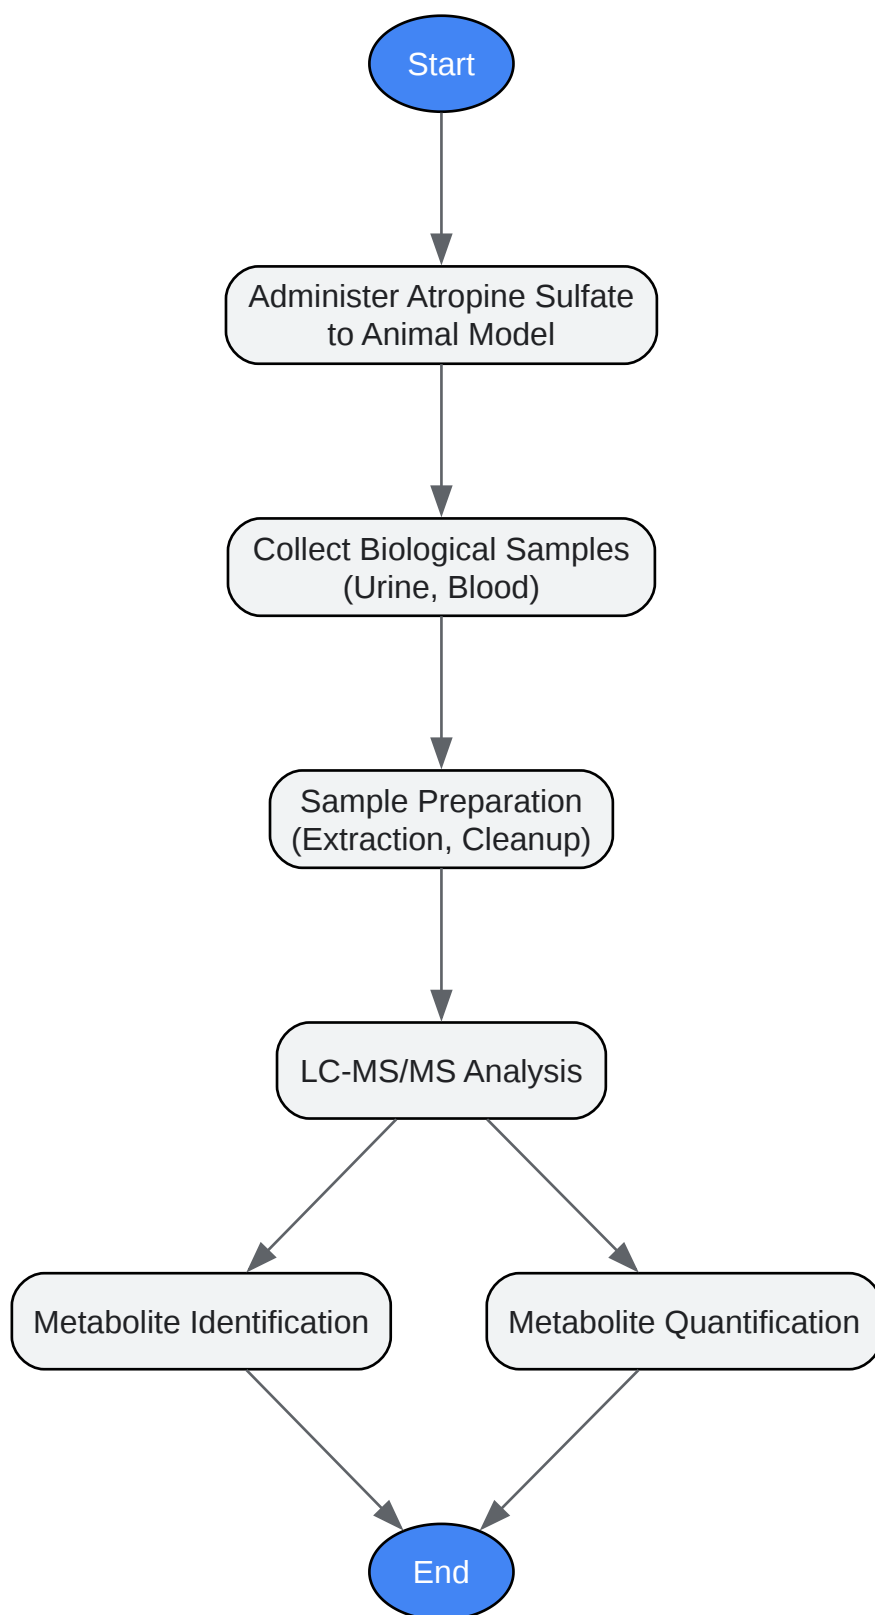 Start
Administer Atropine Sulfate
to Animal Model
Collect Biological Samples
(Urine, Blood)
Sample Preparation
(Extraction, Cleanup)
LC-MS/MS Analysis
Metabolite Identification
Metabolite Quantification
End